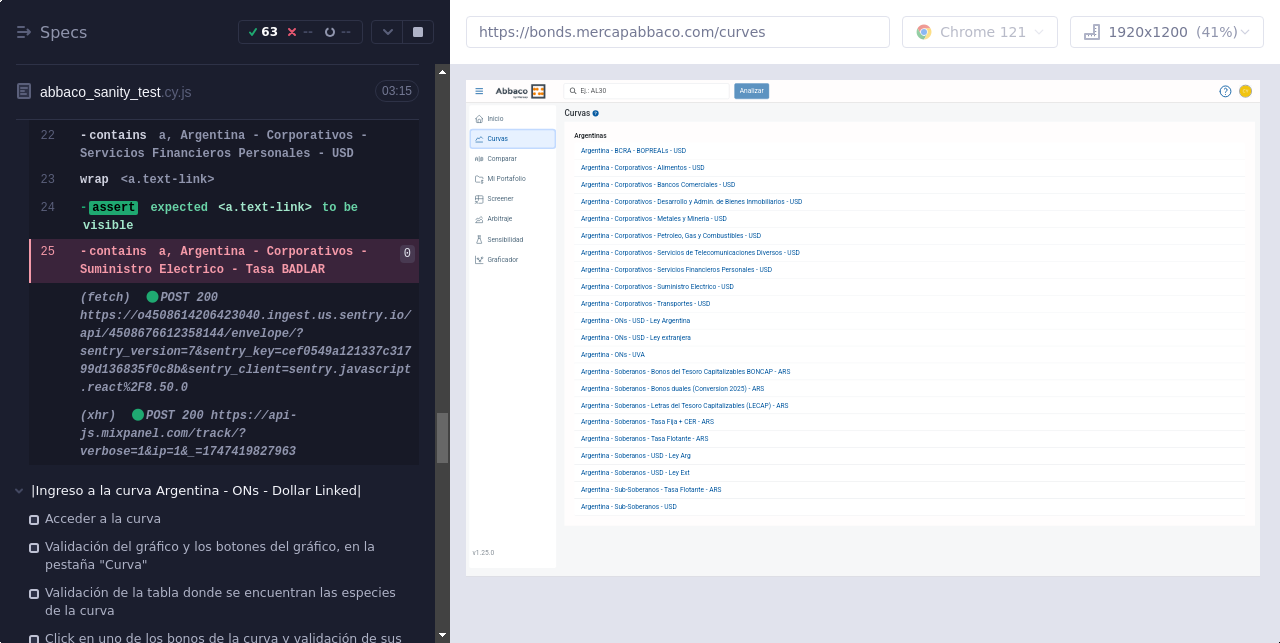 Specs
63
--
--
abbaco_sanity_test.cy.js
03:15
22
-contains a, Argentina - Corporativos -
Servicios Financieros Personales - USD
23
wrap <a.text-link>
24
-assert expected <a.text-link> to be
visible
25
-contains a, Argentina - Corporativos -
Suministro Electrico - Tasa BADLAR
0
(fetch) POST 200
https://o4508614206423040.ingest.us.sentry.io/
api/4508676612358144/envelope/?
sentry_version=7&sentry_key=cef0549a121337c317
99d136835f0c8b&sentry_client=sentry.javascript
.react%2F8.50.0
(xhr) POST 200 https://api-
js.mixpanel.com/track/?
verbose=1&ip=1&_=1747419827963
|Ingreso a la curva Argentina - ONs - Dollar Linked|
Acceder a la curva
Validación del gráfico y los botones del gráfico, en la
pestaña "Curva"
Validación de la tabla donde se encuentran las especies
de la curva
Click en uno de los bonos de la curva y validación de sus
https://bonds.mercapabbaco.com/curves
Chrome 121
1920x1200 (41%)
Abbaco
Ej.: AL30
Analizar
Inicio
Curvas
Comparar
Mi Portafolio
Screener
Arbitraje
Sensibilidad
Graficador
v1.25.0
Curvas
Argentinas
Argentina - BCRA - BOPREALs - USD
Argentina - Corporativos - Alimentos - USD
Argentina - Corporativos - Bancos Comerciales - USD
Argentina - Corporativos - Desarrollo y Admin. de Bienes Inmobiliarios - USD
Argentina - Corporativos - Metales y Mineria - USD
Argentina - Corporativos - Petroleo, Gas y Combustibles - USD
Argentina - Corporativos - Servicios de Telecomunicaciones Diversos - USD
Argentina - Corporativos - Servicios Financieros Personales - USD
Argentina - Corporativos - Suministro Electrico - USD
Argentina - Corporativos - Transportes - USD
Argentina - ONs - USD - Ley Argentina
Argentina - ONs - USD - Ley extranjera
Argentina - ONs - UVA
Argentina - Soberanos - Bonos del Tesoro Capitalizables BONCAP - ARS
Argentina - Soberanos - Bonos duales (Conversion 2025) - ARS
Argentina - Soberanos - Letras del Tesoro Capitalizables (LECAP) - ARS
Argentina - Soberanos - Tasa Fija + CER - ARS
Argentina - Soberanos - Tasa Flotante - ARS
Argentina - Soberanos - USD - Ley Arg
Argentina - Soberanos - USD - Ley Ext
Argentina - Sub-Soberanos - Tasa Flotante - ARS
Argentina - Sub-Soberanos - USD